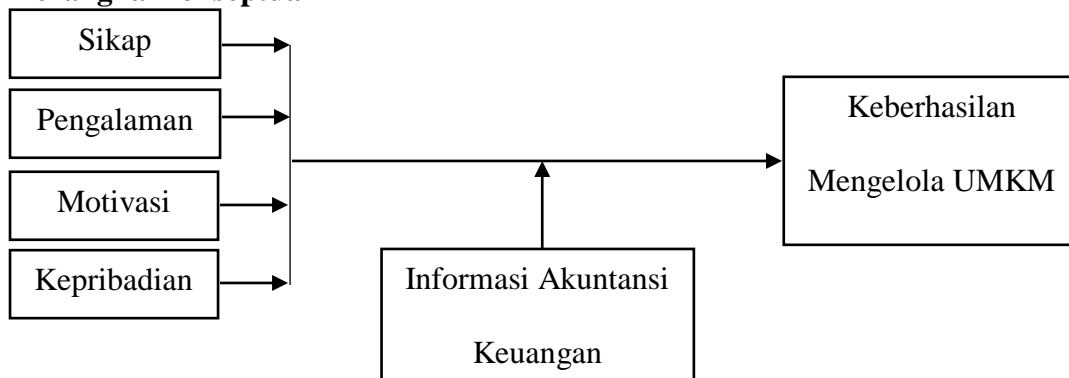 Sikap
Pengalaman
Motivasi
Kepribadian
Keberhasilan
Mengelola UMKM
Informasi Akuntansi
Keuangan